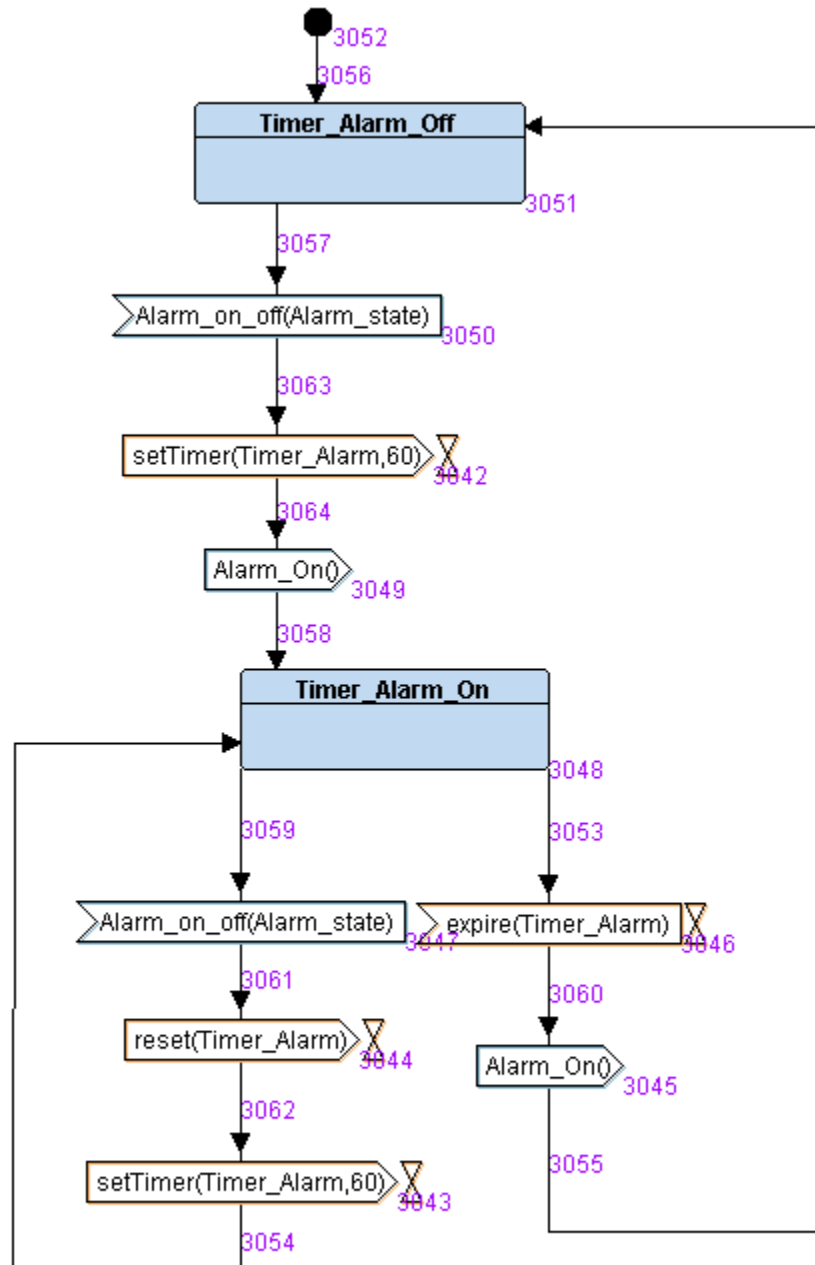 3052
3056
Timer_Alarm_Off
3051
3057
Alarm_on_off(Alarm_state)
3050
3063
setTimer(Timer_Alarm,60)
3042
3064
Alarm_On()
3049
3058
Timer_Alarm_On
3048
3059
3053
Alarm_on_off(Alarm_state)
3047
expire(Timer_Alarm)
3046
3061
3060
reset(Timer_Alarm)
3044
Alarm_On()
3045
3062
3055
setTimer(Timer_Alarm,60)
3043
3054